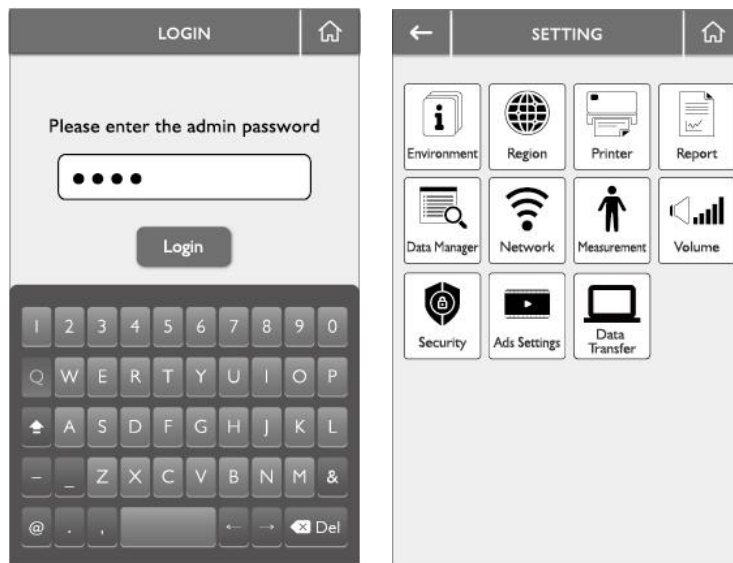 LOGIN
Please enter the admin password
Login
1 2 3 4 5 6 7 8 9 0
Q W E R T Y U I O P
A S D F G H J K L
– _ Z X C V B N M &
@ . , ← → Del
SETTING
Environment Region Printer Report
Data Manager Network Measurement Volume
Security Ads Settings Data
Transfer